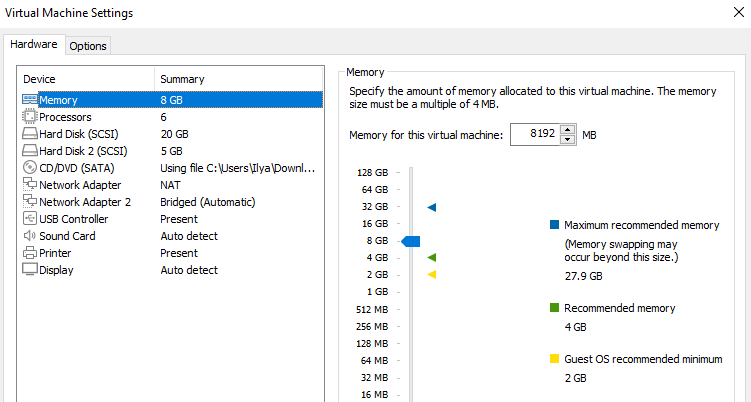 Virtual Machine Settings
Hardware
Options
Device Summary
Memory 8 GB
Processors 6
Hard Disk (SCSI) 20 GB
Hard Disk 2 (SCSI) 5 GB
CD/DVD (SATA) Using file C:\Users\Ilya\Downl...
Network Adapter NAT
Network Adapter 2 Bridged (Automatic)
USB Controller Present
Sound Card Auto detect
Printer Present
Display Auto detect
Memory
Specify the amount of memory allocated to this virtual machine. The memory
size must be a multiple of 4 MB.
Memory for this virtual machine: 8192 MB
128 GB
64 GB
32 GB
16 GB
8 GB
4 GB
2 GB
1 GB
512 MB
256 MB
128 MB
64 MB
32 MB
16 MB
Maximum recommended memory
(Memory swapping may
occur beyond this size.)
27.9 GB
Recommended memory
4 GB
Guest OS recommended minimum
2 GB